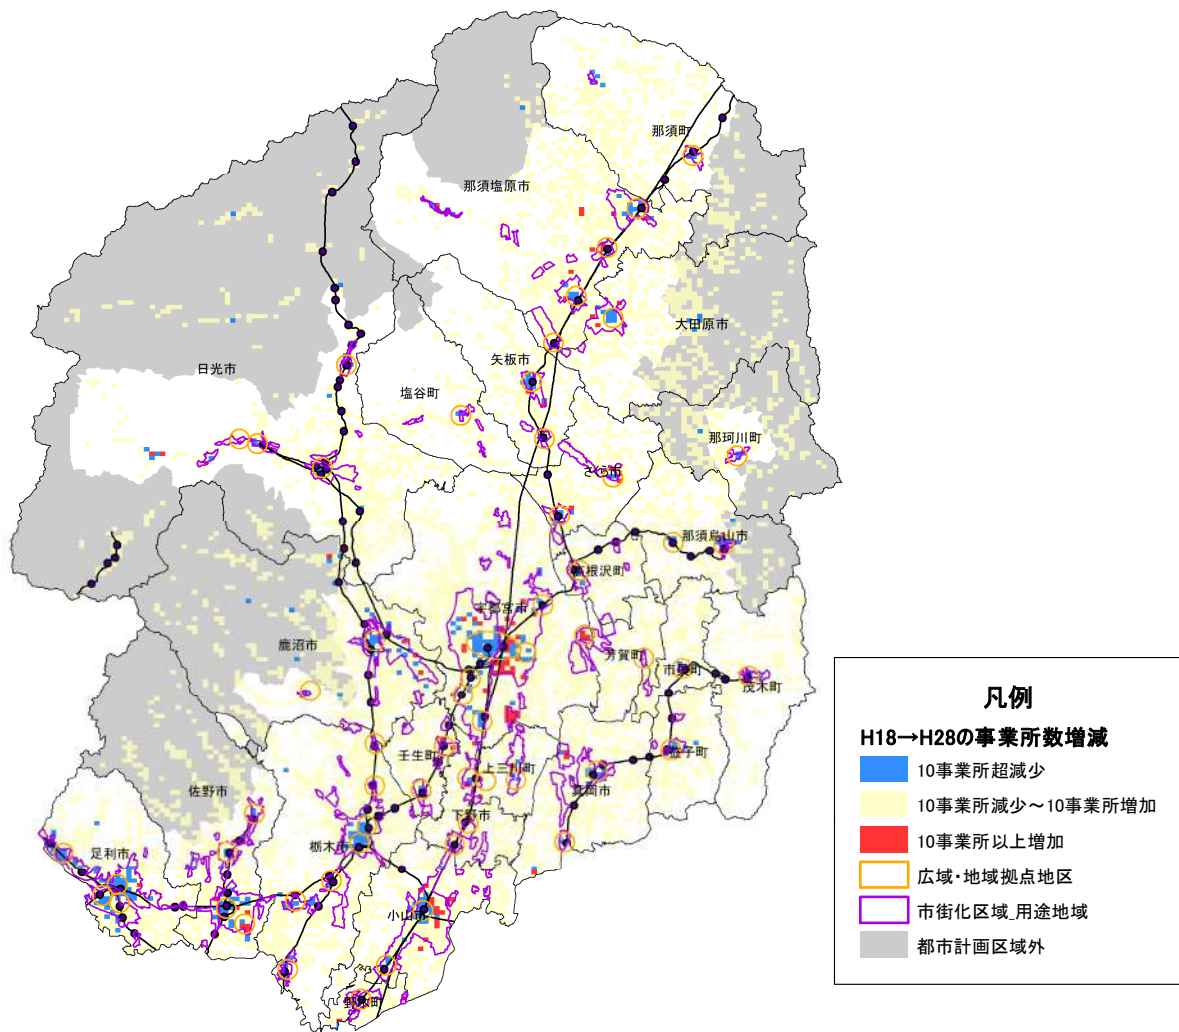 那須町
那須塩原市
大田原市
日光市
矢板市
塩谷町
那珂川町
さくら市
那須烏山市
高根沢町
宇都宮市
鹿沼市
芳賀町
市貝町
茂木町
壬生町
益子町
上三川町
真岡市
佐野市
下野市
栃木市
足利市
小山市
野木町
凡例
H18→H28の事業所数増減
10事業所超減少
10事業所減少～10事業所増加
10事業所以上増加
広域・地域拠点地区
市街化区域_用途地域
都市計画区域外